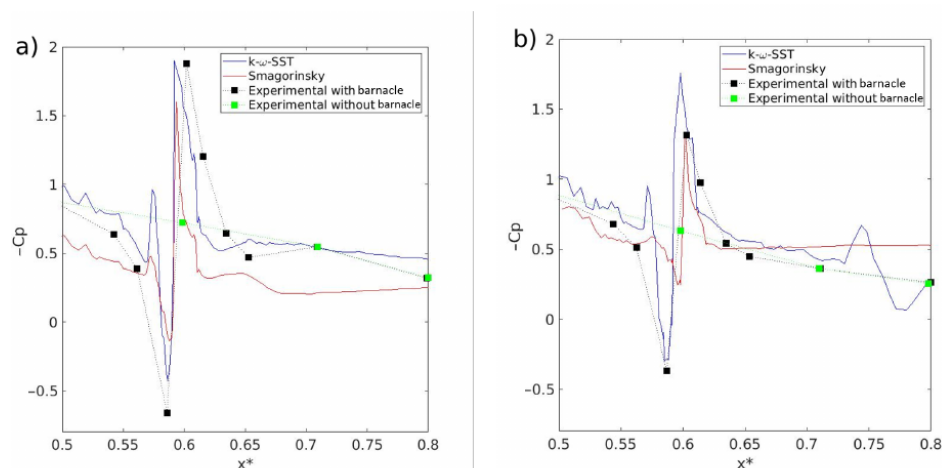 a)
2
1.5
1
0.5
0
−0.5
−Cp
k-ω-SST
Smagorinsky
Experimental with barnacle
Experimental without barnacle
0.5 0.55 0.6 0.65 0.7 0.75 0.8
x*
b)
2
1.5
1
0.5
0
−0.5
−Cp
k-ω-SST
Smagorinsky
Experimental with barnacle
Experimental without barnacle
0.5 0.55 0.6 0.65 0.7 0.75 0.8
x*